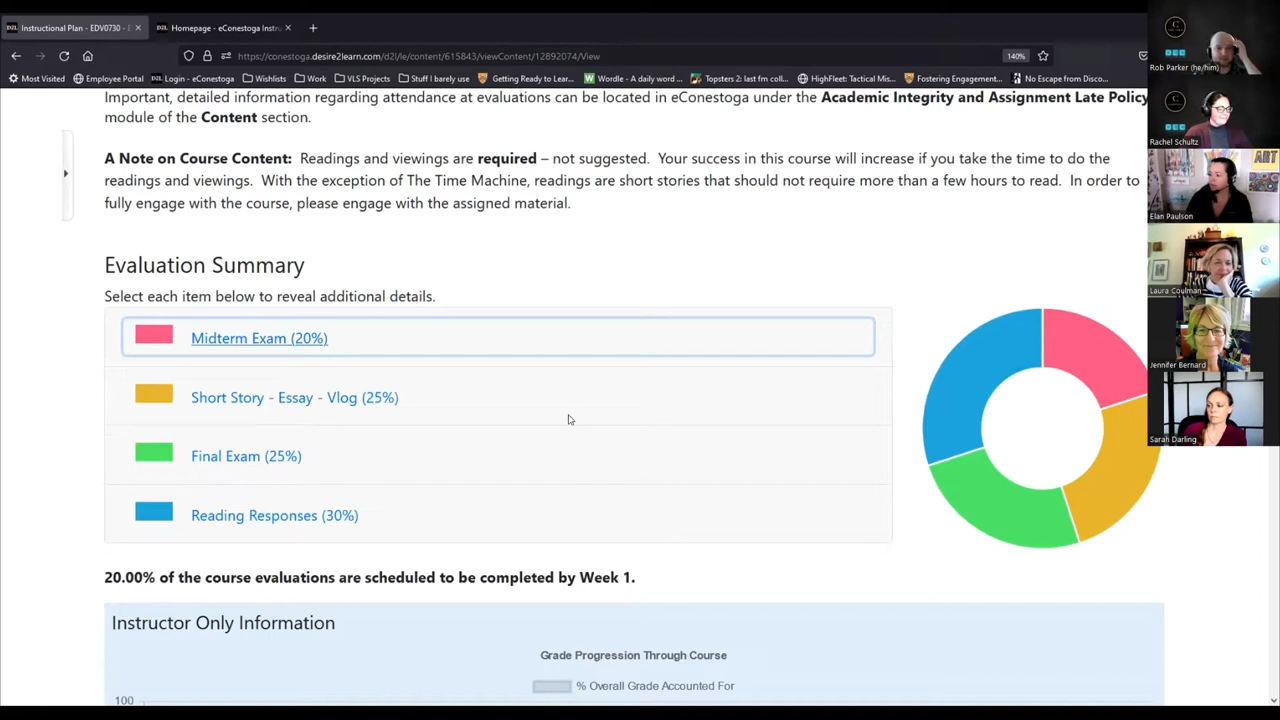 Instructional Plan - EDV0730 - E
Homepage - eConestoga Instru
https://conestoga.desire2learn.com/d2l/le/content/615843/viewContent/12892074/View
140%
Most Visited
Employee Portal
Login - eConestoga
Wishlists
Work
VLS Projects
Stuff I barely use
Getting Ready to Lear...
Wordle - A daily word ...
Topsters 2: last fm coll...
HighFleet: Tactical Mis...
Fostering Engagement...
No Escape from Disco...
Important, detailed information regarding attendance at evaluations can be located in eConestoga under the Academic Integrity and Assignment Late Policy
module of the Content section.
A Note on Course Content: Readings and viewings are required – not suggested. Your success in this course will increase if you take the time to do the
readings and viewings. With the exception of The Time Machine, readings are short stories that should not require more than a few hours to read. In order to
fully engage with the course, please engage with the assigned material.
Evaluation Summary
Select each item below to reveal additional details.
Midterm Exam (20%)
Short Story - Essay - Vlog (25%)
Final Exam (25%)
Reading Responses (30%)
20.00% of the course evaluations are scheduled to be completed by Week 1.
Instructor Only Information
Grade Progression Through Course
% Overall Grade Accounted For
100
Rob Parker (he/him)
Rachel Schultz
ART
Elan Paulson
Laura Coulman
Jennifer Bernard
Sarah Darling